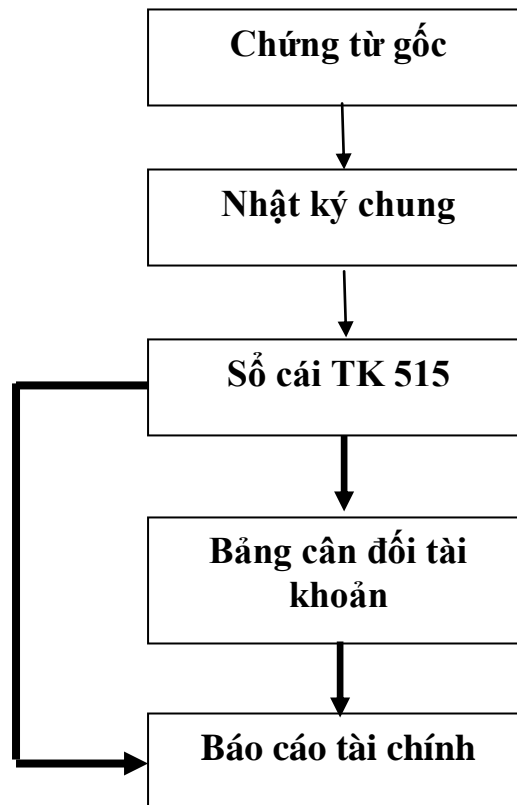 Chứng từ gốc
Nhật ký chung
Sổ cái TK 515
Bảng cân đối tài
khoản
Báo cáo tài chính